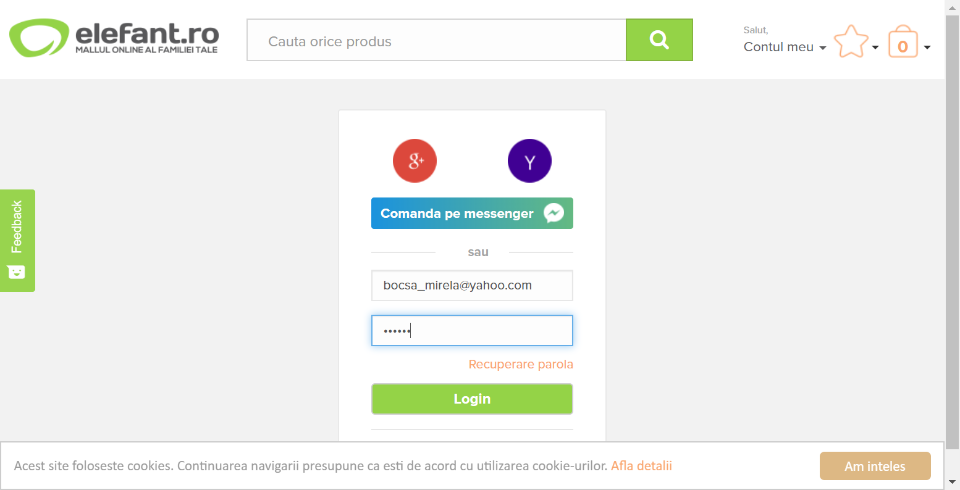 elefant.ro
MALLUL ONLINE AL FAMILIEI TALE
Cauta orice produs
Salut,
Contul meu
0
Feedback
g+
Y
Comanda pe messenger
sau
bocsa_mirela@yahoo.com
••••••
Recuperare parola
Login
Acest site foloseste cookies. Continuarea navigarii presupune ca esti de acord cu utilizarea cookie-urilor. Afla detalii
Am inteles